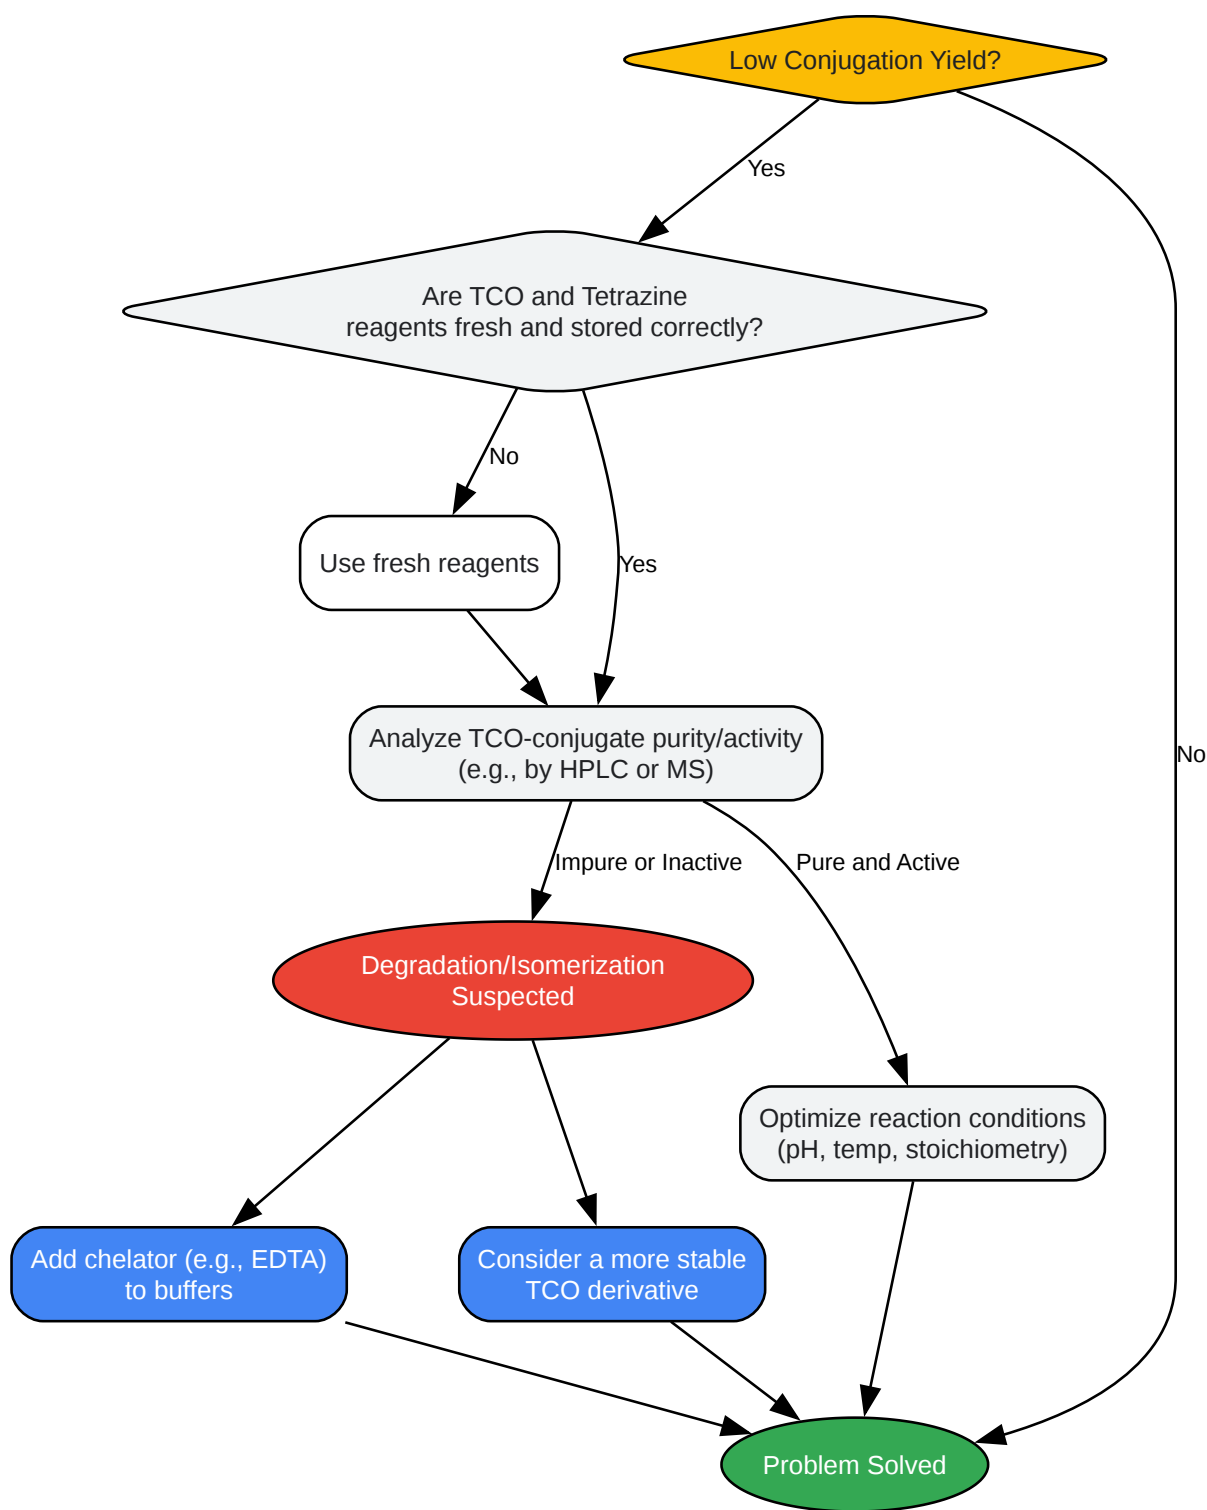 Low Conjugation Yield?
Yes
Are TCO and Tetrazine
reagents fresh and stored correctly?
No
Use fresh reagents
Yes
Analyze TCO-conjugate purity/activity
(e.g., by HPLC or MS)
No
Impure or Inactive
Pure and Active
Degradation/Isomerization
Suspected
Optimize reaction conditions
(pH, temp, stoichiometry)
Add chelator (e.g., EDTA)
to buffers
Consider a more stable
TCO derivative
Problem Solved